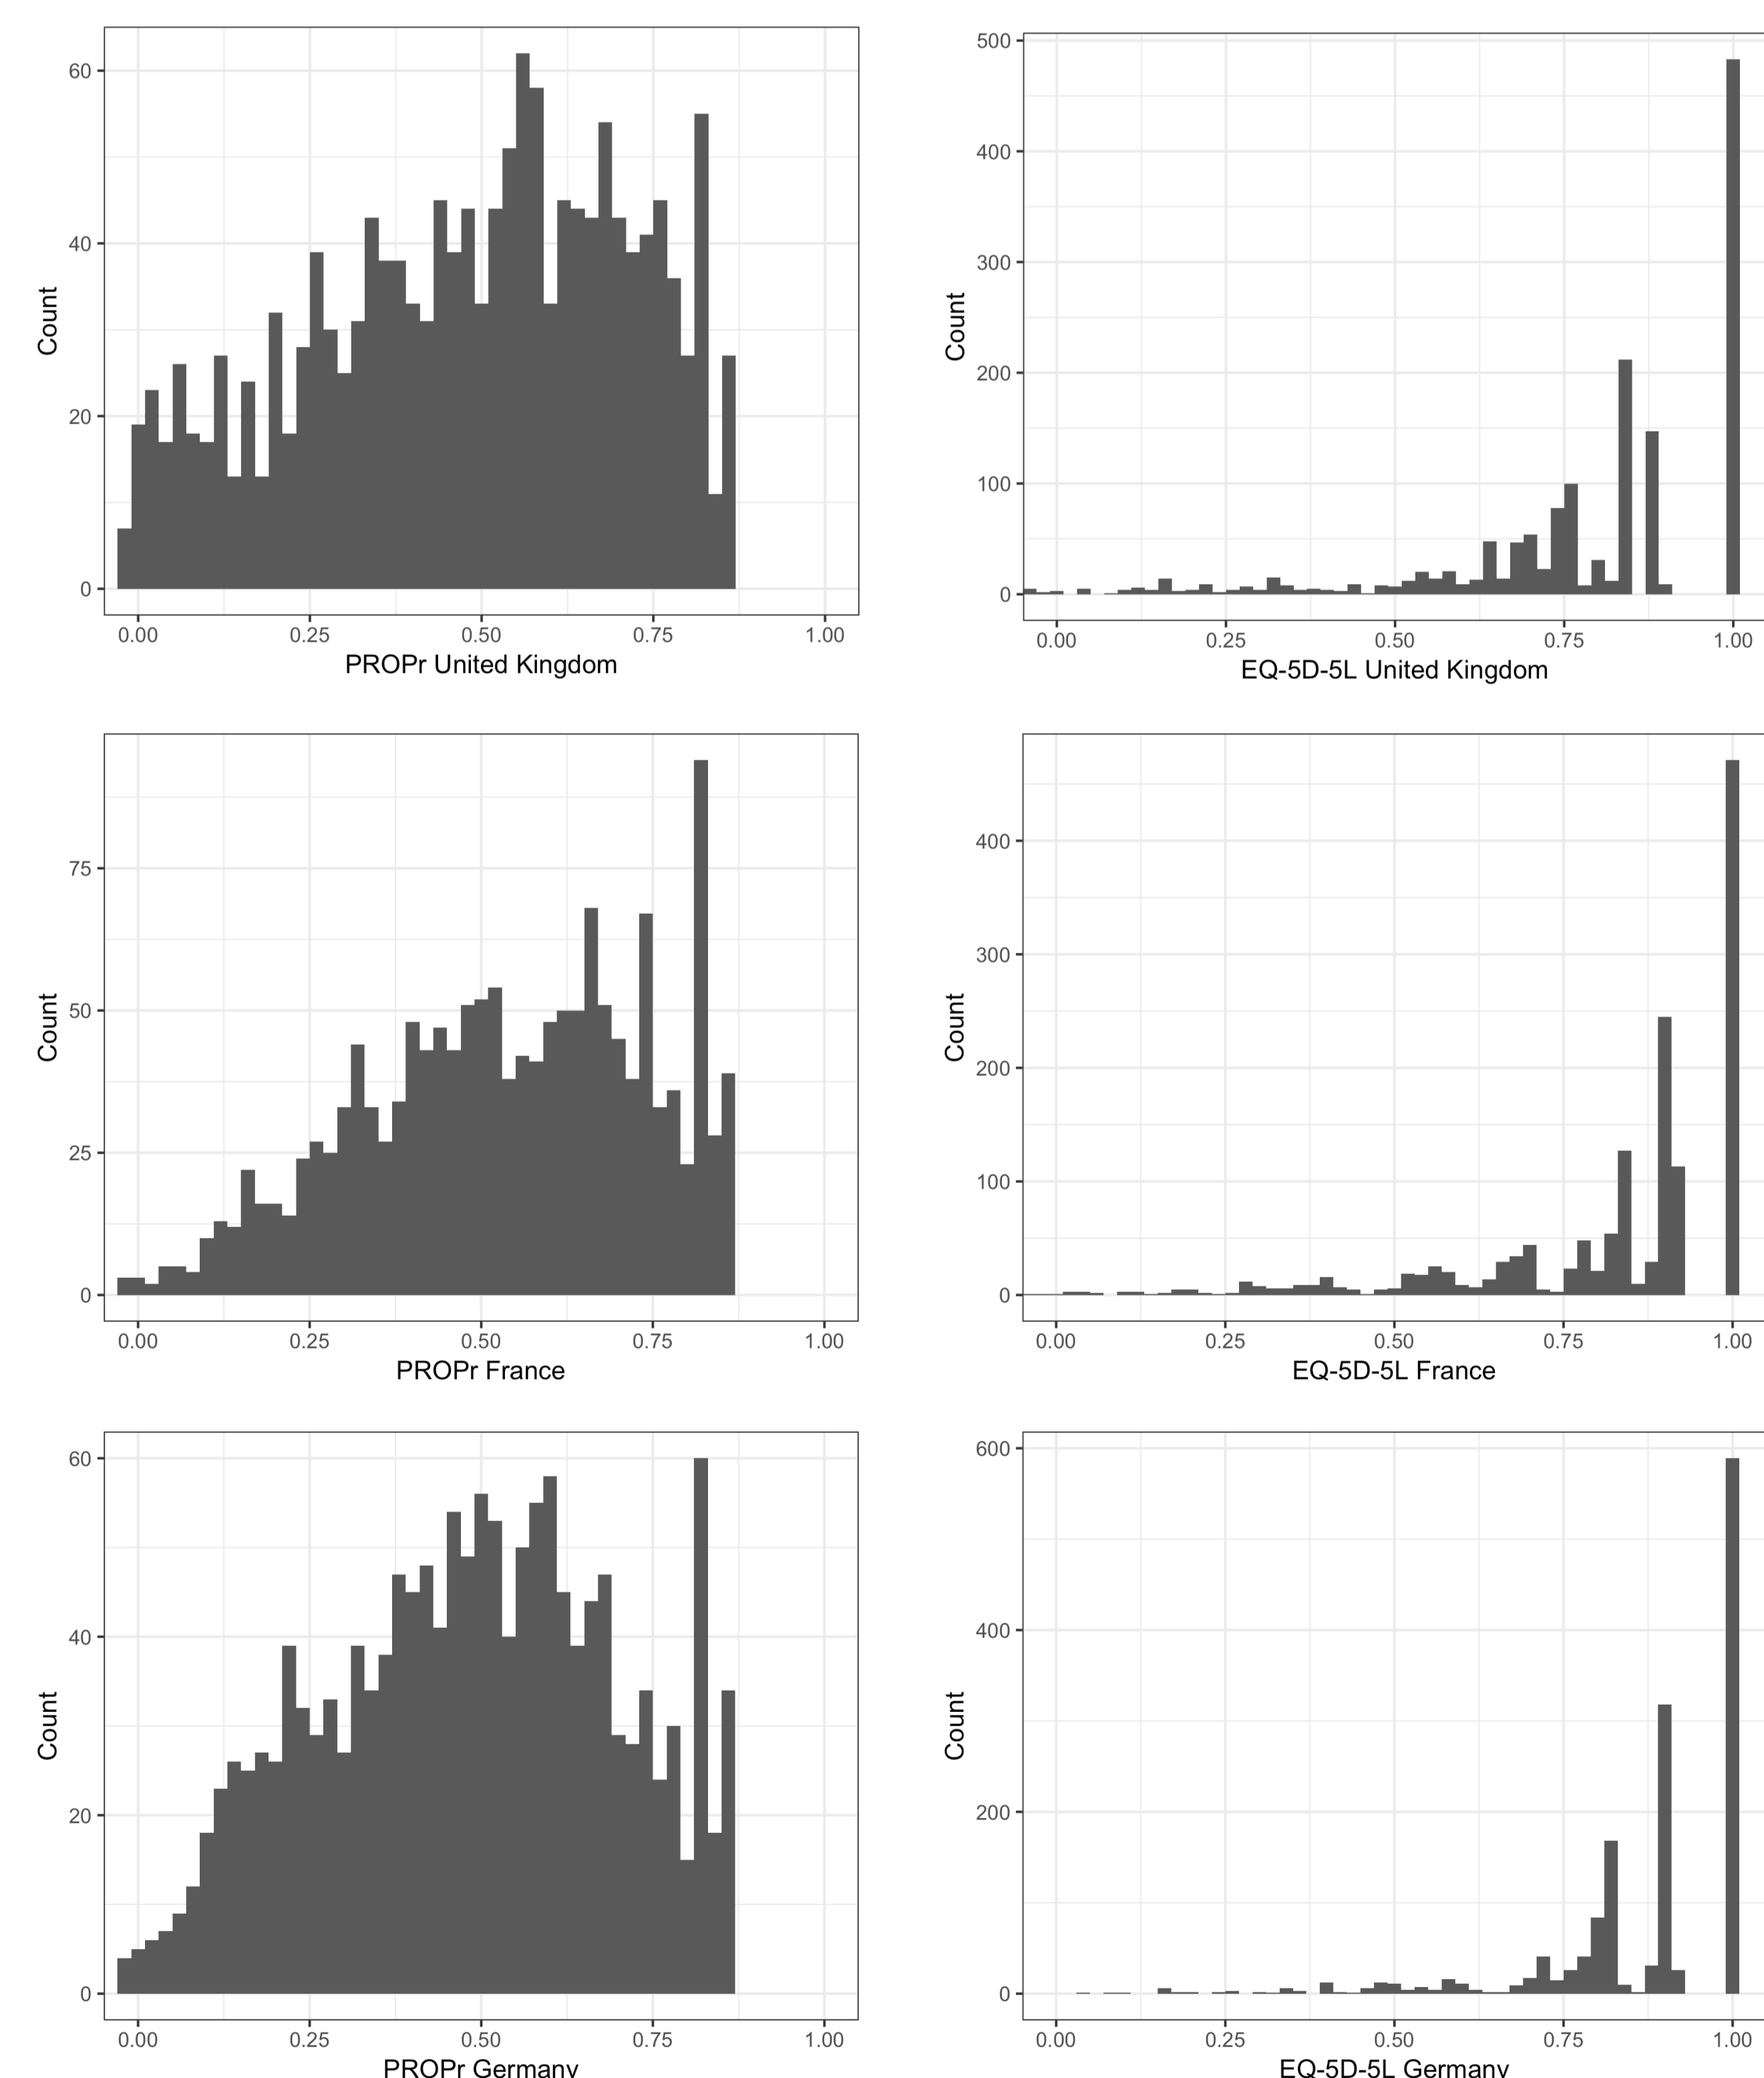 60
40
20
0
Count
0.00 0.25 0.50 0.75 1.00
PROPr United Kingdom
500
400
300
200
100
0
Count
0.00 0.25 0.50 0.75 1.00
EQ-5D-5L United Kingdom
75
50
25
0
Count
0.00 0.25 0.50 0.75 1.00
PROPr France
400
300
200
100
0
Count
0.00 0.25 0.50 0.75 1.00
EQ-5D-5L France
60
40
20
0
Count
0.00 0.25 0.50 0.75 1.00
PROPr Germany
600
400
200
0
Count
0.00 0.25 0.50 0.75 1.00
EQ-5D-5L Germany